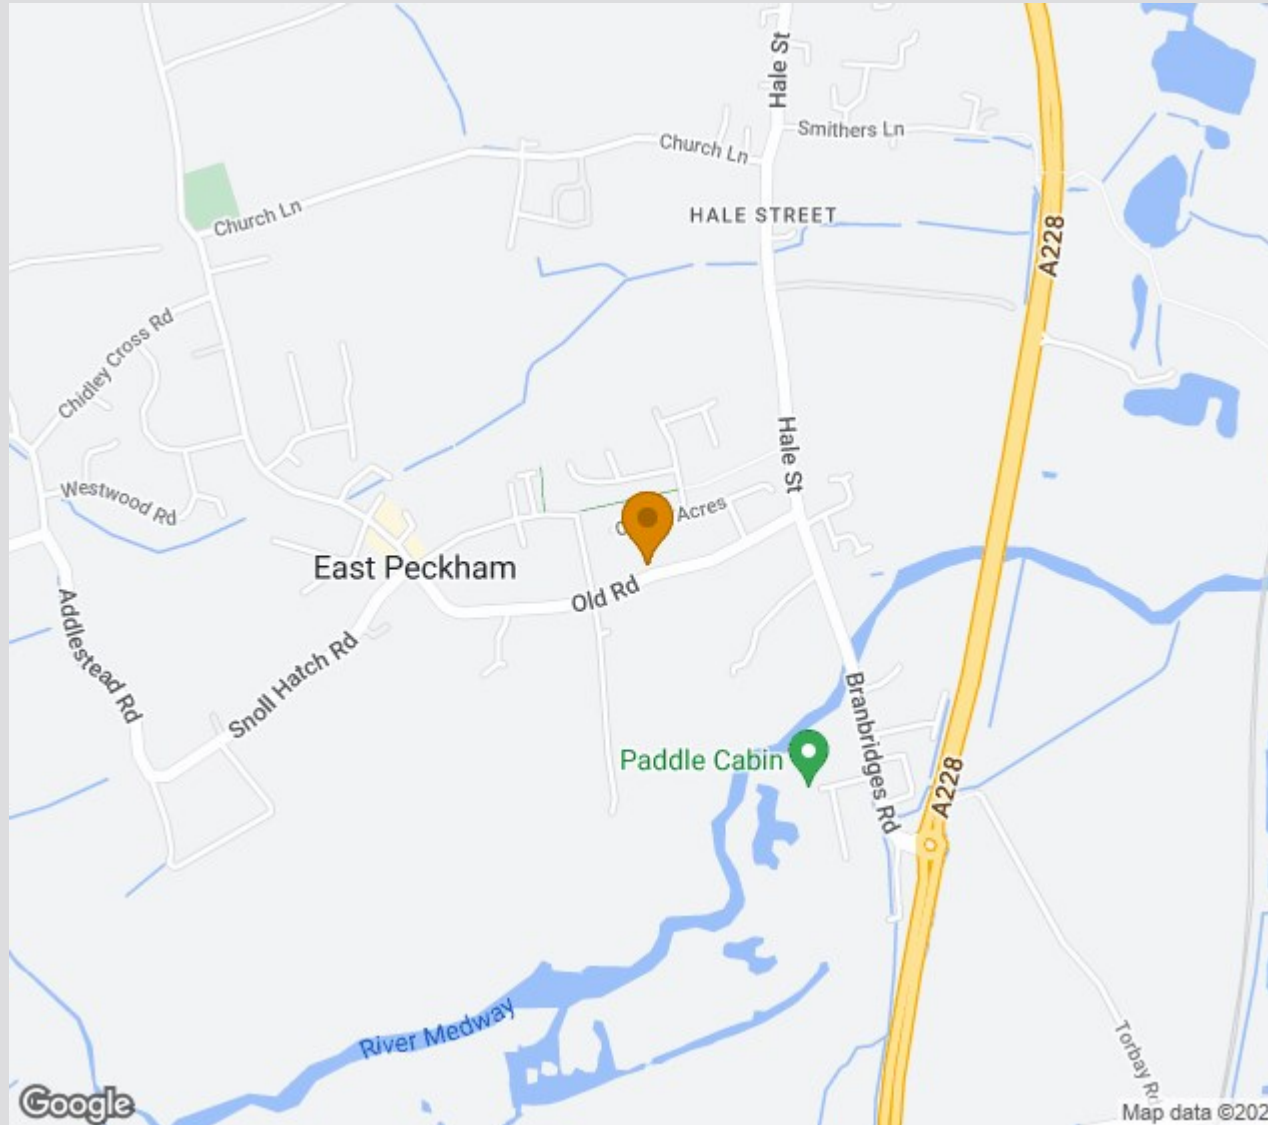 Hale St
Smithers Ln
Church Ln
HALE STREET
Church Ln
A228
Chidley Cross Rd
Hale St
Westwood Rd
Acres
East Peckham
Old Rd
Addlestead Rd
Snoll Hatch Rd
Branbridges Rd
Paddle Cabin
A228
River Medway
Torbay Rd
Google
Map data ©202